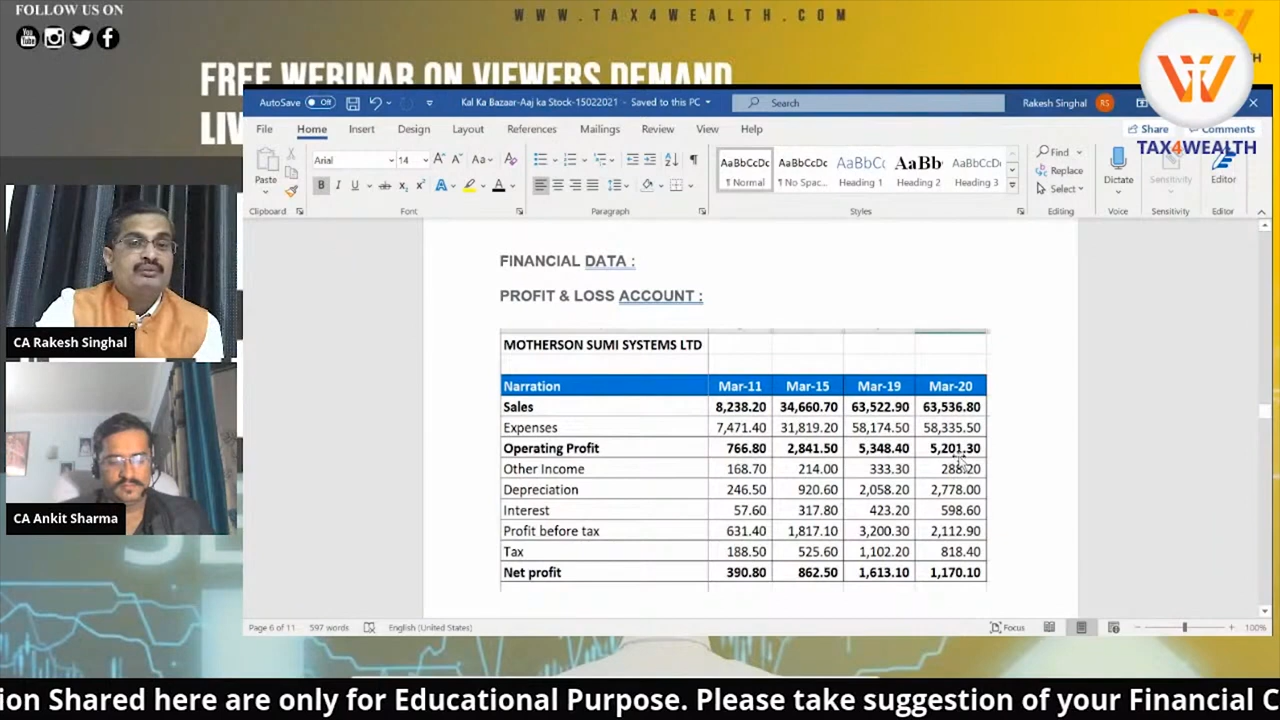 FOLLOW US ON
WWW.TAX4WEALTH.COM
FREE WEBINAR ON VIEWERS DEMAND
LIV
TAX4WEALTH
AutoSave Off Kal Ka Bazaar-Aaj ka Stock-15022021 - Saved to this PC Search Rakesh Singhal RS
File Home Insert Design Layout References Mailings Review View Help Share Comments
Paste Arial 14 AaBbCcDc AaBbCcDc AaBbC AaBb AaBbCcD Find Replace Select Dictate Sensitivity Editor
¶ Normal ¶ No Spac... Heading 1 Heading 2 Heading 3
Clipboard Font Paragraph Styles Editing Voice Sensitivity Editor
FINANCIAL DATA :
PROFIT & LOSS ACCOUNT :
MOTHERSON SUMI SYSTEMS LTD
Narration Mar-11 Mar-15 Mar-19 Mar-20
Sales 8,238.20 34,660.70 63,522.90 63,536.80
Expenses 7,471.40 31,819.20 58,174.50 58,335.50
Operating Profit 766.80 2,841.50 5,348.40 5,201.30
Other Income 168.70 214.00 333.30 288.20
Depreciation 246.50 920.60 2,058.20 2,778.00
Interest 57.60 317.80 423.20 598.60
Profit before tax 631.40 1,817.10 3,200.30 2,112.90
Tax 188.50 525.60 1,102.20 818.40
Net profit 390.80 862.50 1,613.10 1,170.10
CA Rakesh Singhal
CA Ankit Sharma
Page 6 of 11 597 words English (United States) Focus 100%
ion Shared here are only for Educational Purpose. Please take suggestion of your Financial C